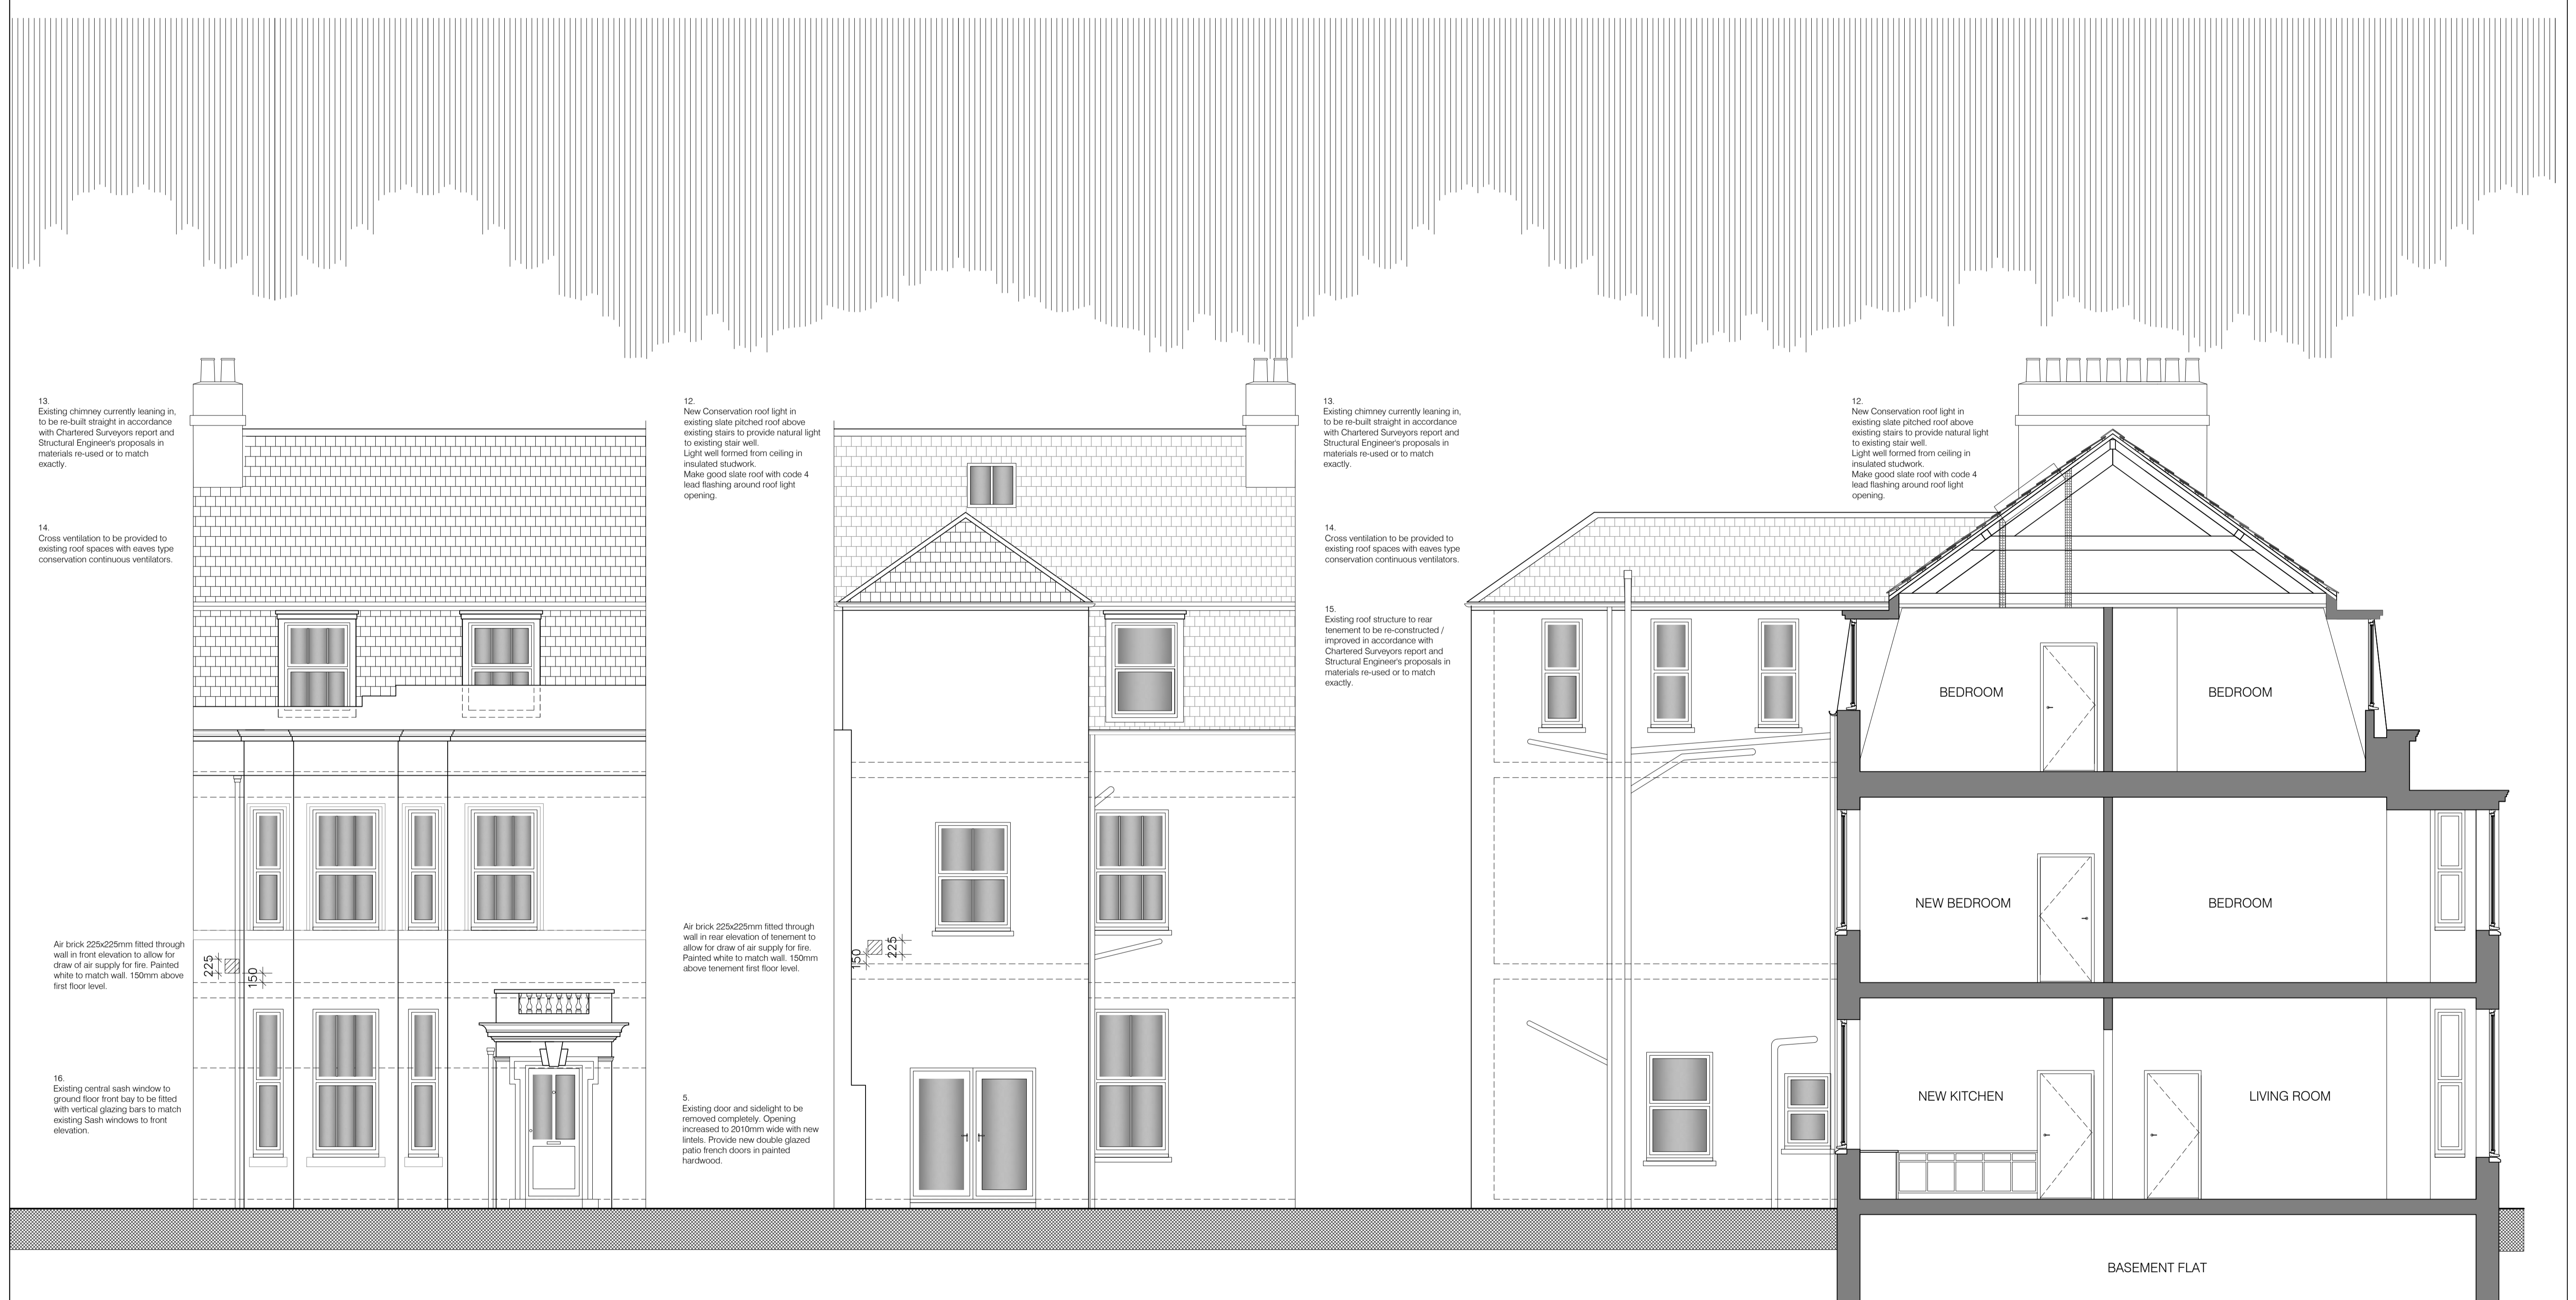 13.
Existing chimney currently leaning in,
to be re-built straight in accordance
with Chartered Surveyors report and
Structural Engineer's proposals in
materials re-used or to match
exactly.
14.
Cross ventilation to be provided to
existing roof spaces with eaves type
conservation continuous ventilators.
Air brick 225x225mm fitted through
wall in front elevation to allow for
draw of air supply for fire. Painted
white to match wall. 150mm above
first floor level.
225
150
16.
Existing central sash window to
ground floor front bay to be fitted
with vertical glazing bars to match
existing Sash windows to front
elevation.
12.
New Conservation roof light in
existing slate pitched roof above
existing stairs to provide natural light
to existing stair well.
Light well formed from ceiling in
insulated studwork.
Make good slate roof with code 4
lead flashing around roof light
opening.
Air brick 225x225mm fitted through
wall in rear elevation of tenement to
allow for draw of air supply for fire.
Painted white to match wall. 150mm
above tenement first floor level.
150
225
5.
Existing door and sidelight to be
removed completely. Opening
increased to 2010mm wide with new
lintels. Provide new double glazed
patio french doors in painted
hardwood.
13.
Existing chimney currently leaning in,
to be re-built straight in accordance
with Chartered Surveyors report and
Structural Engineer's proposals in
materials re-used or to match
exactly.
14.
Cross ventilation to be provided to
existing roof spaces with eaves type
conservation continuous ventilators.
15.
Existing roof structure to rear
tenement to be re-constructed /
improved in accordance with
Chartered Surveyors report and
Structural Engineer's proposals in
materials re-used or to match
exactly.
12.
New Conservation roof light in
existing slate pitched roof above
existing stairs to provide natural light
to existing stair well.
Light well formed from ceiling in
insulated studwork.
Make good slate roof with code 4
lead flashing around roof light
opening.
BEDROOM
BEDROOM
NEW BEDROOM
BEDROOM
NEW KITCHEN
LIVING ROOM
BASEMENT FLAT